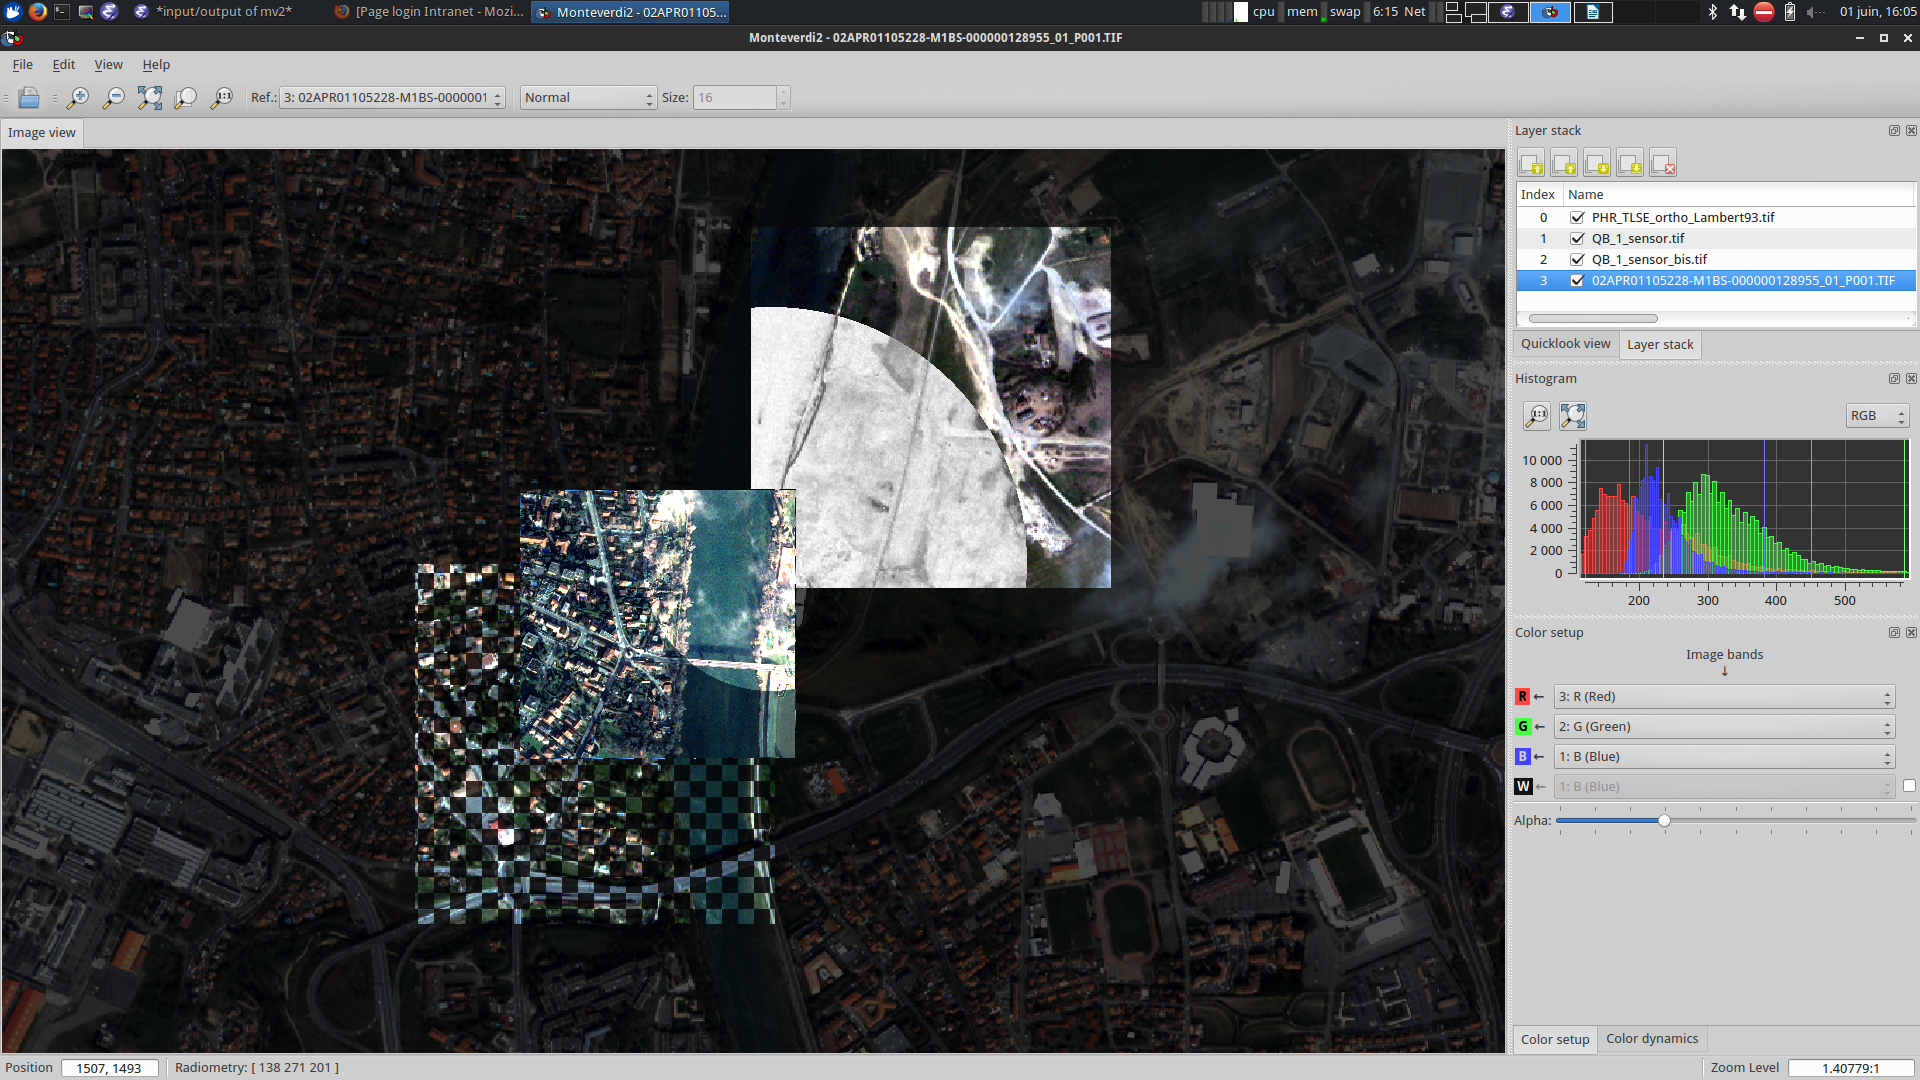 *input/output of mv2*
[Page login Intranet - Mozi...
Monteverdi2 - 02APR01105...
cpu mem swap 6:15 Net
01 juin, 16:05
Monteverdi2 - 02APR01105228-M1BS-000000128955_01_P001.TIF
File Edit View Help
Ref.: 3: 02APR01105228-M1BS-0000001 Normal Size: 16
Image view
Layer stack
Index Name
0 PHR_TLSE_ortho_Lambert93.tif
1 QB_1_sensor.tif
2 QB_1_sensor_bis.tif
3 02APR01105228-M1BS-000000128955_01_P001.TIF
Quicklook view Layer stack
Histogram
1:1 RGB
10 000
8 000
6 000
4 000
2 000
0
200 300 400 500
Color setup
Image bands
↓
R ← 3: R (Red)
G ← 2: G (Green)
B ← 1: B (Blue)
W ← 1: B (Blue)
Alpha:
Color setup Color dynamics
Position 1507, 1493 Radiometry: [ 138 271 201 ] Zoom Level 1.40779:1